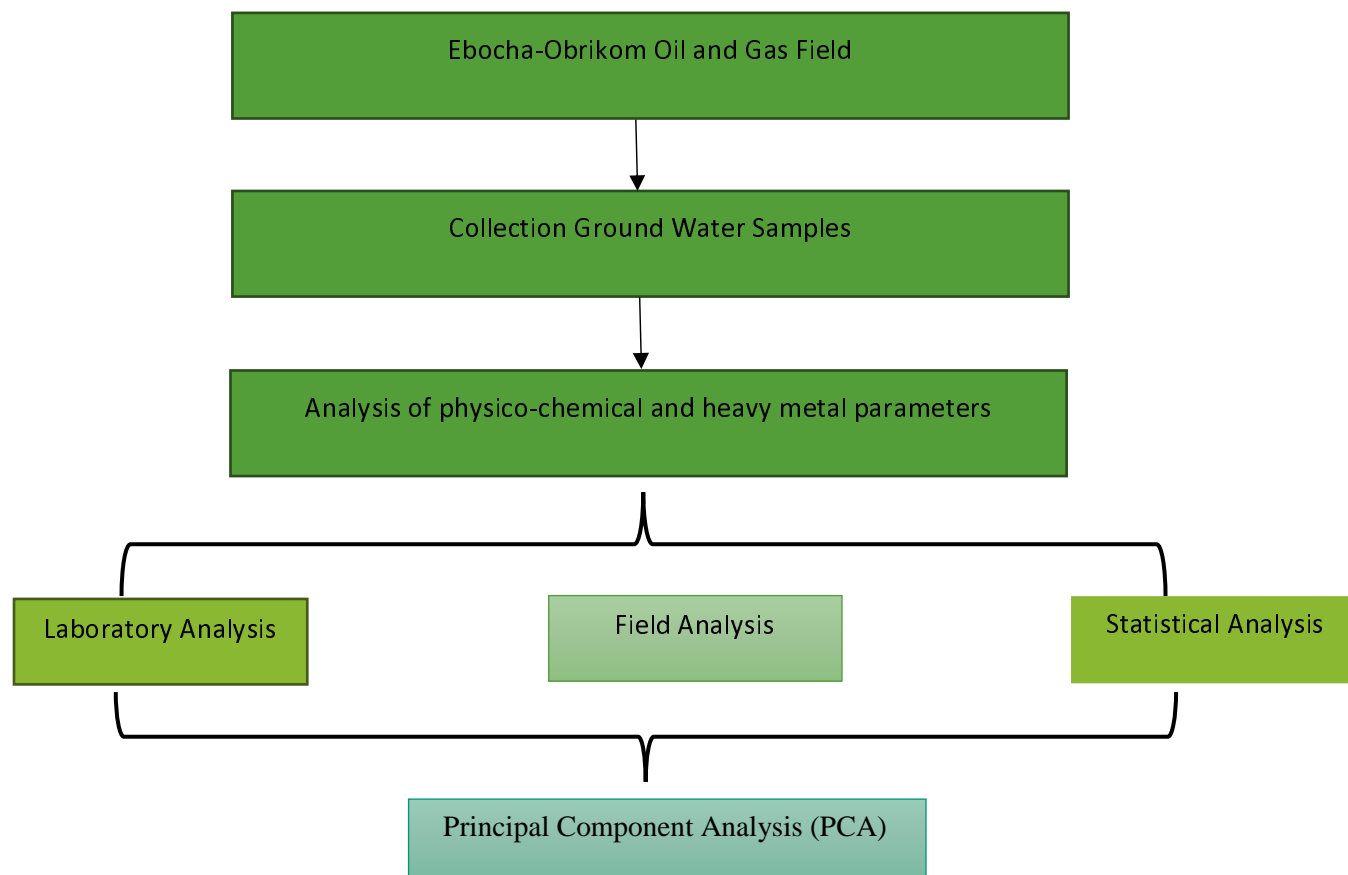 Ebocha-Obrikom Oil and Gas Field
Collection Ground Water Samples
Analysis of physico-chemical and heavy metal parameters
Laboratory Analysis
Field Analysis
Statistical Analysis
Principal Component Analysis (PCA)